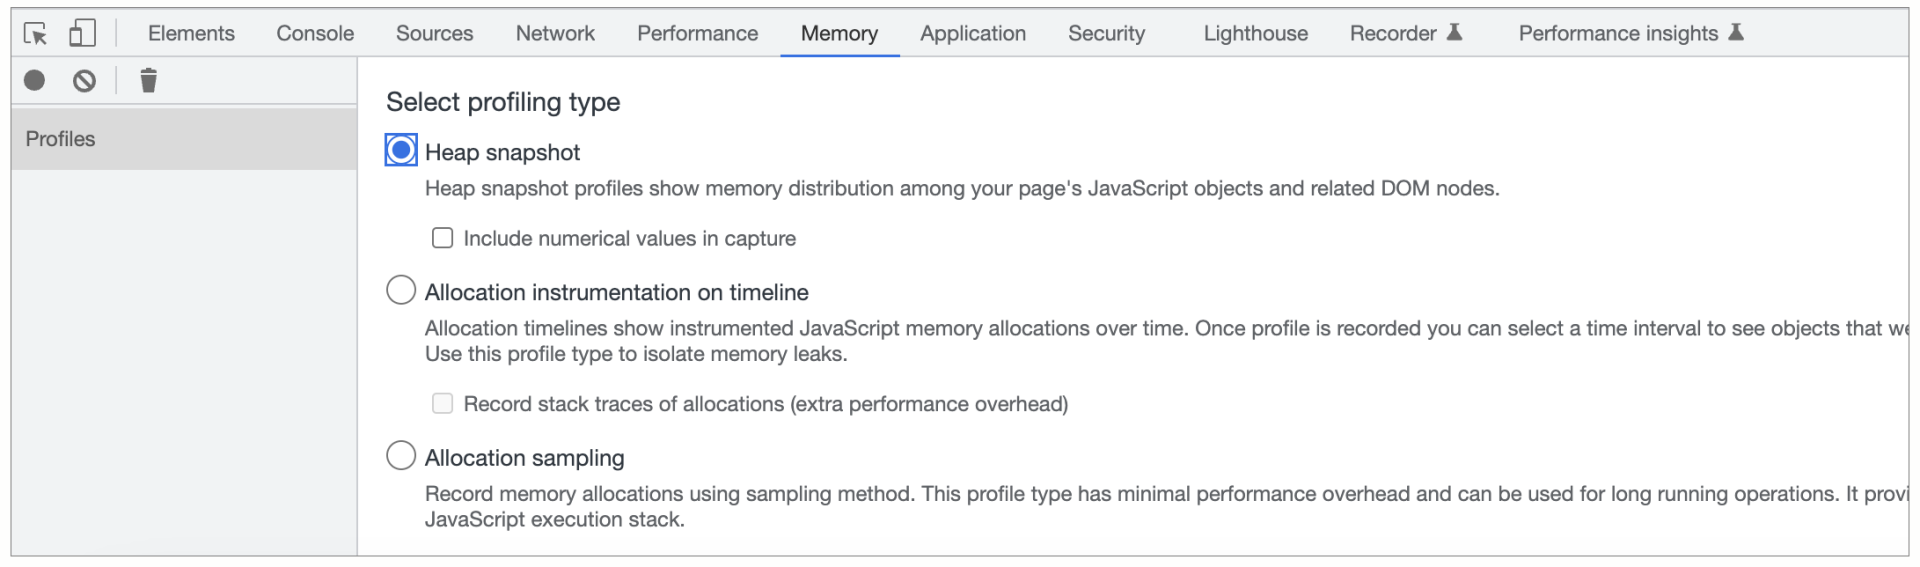 Elements Console Sources Network Performance Memory Application Security Lighthouse Recorder Performance insights
Profiles
Select profiling type
Heap snapshot
Heap snapshot profiles show memory distribution among your page's JavaScript objects and related DOM nodes.
Include numerical values in capture
Allocation instrumentation on timeline
Allocation timelines show instrumented JavaScript memory allocations over time. Once profile is recorded you can select a time interval to see objects that we
Use this profile type to isolate memory leaks.
Record stack traces of allocations (extra performance overhead)
Allocation sampling
Record memory allocations using sampling method. This profile type has minimal performance overhead and can be used for long running operations. It provi
JavaScript execution stack.